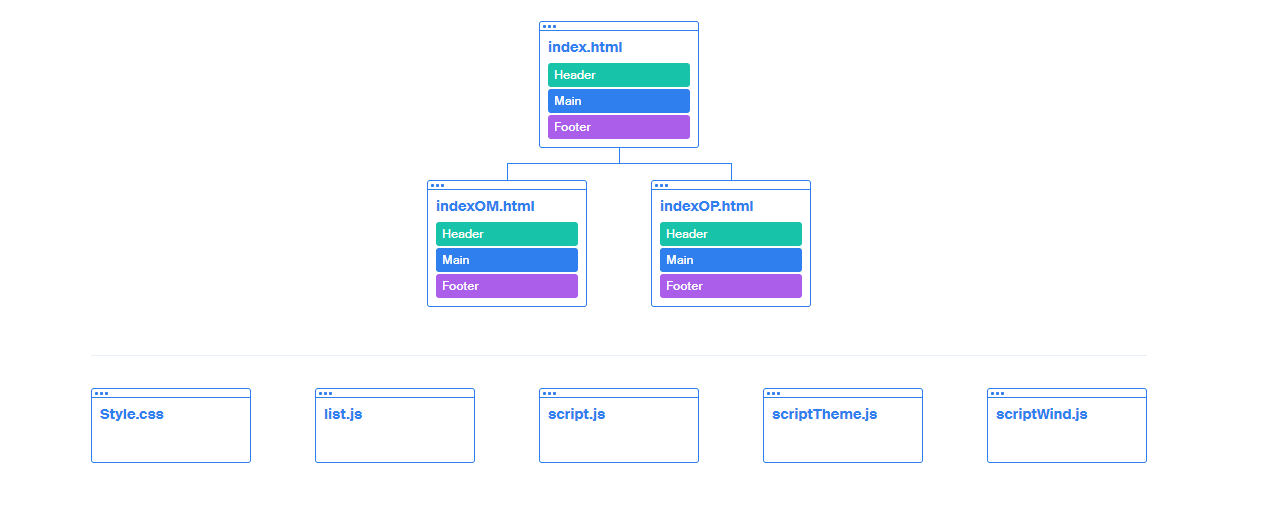 index.html
Header
Main
Footer
indexOM.html
Header
Main
Footer
indexOP.html
Header
Main
Footer
Style.css
list.js
script.js
scriptTheme.js
scriptWind.js